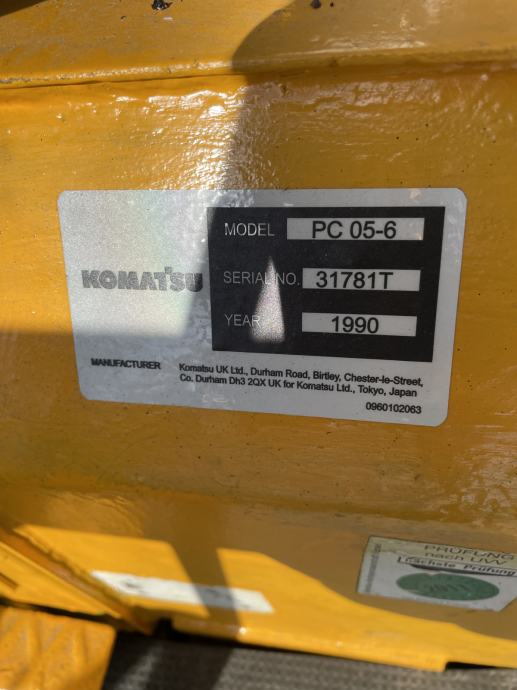 KOMATSU
MODEL PC 05-6
SERIAL NO. 31781T
YEAR 1990
MANUFACTURER Komatsu UK Ltd., Durham Road, Birtley, Chester-le-Street,
Co. Durham Dh3 2QX UK for Komatsu Ltd., Tokyo, Japan
0960102063
PRÜFUNG
nach UVV
Nächste Prüfung
2011